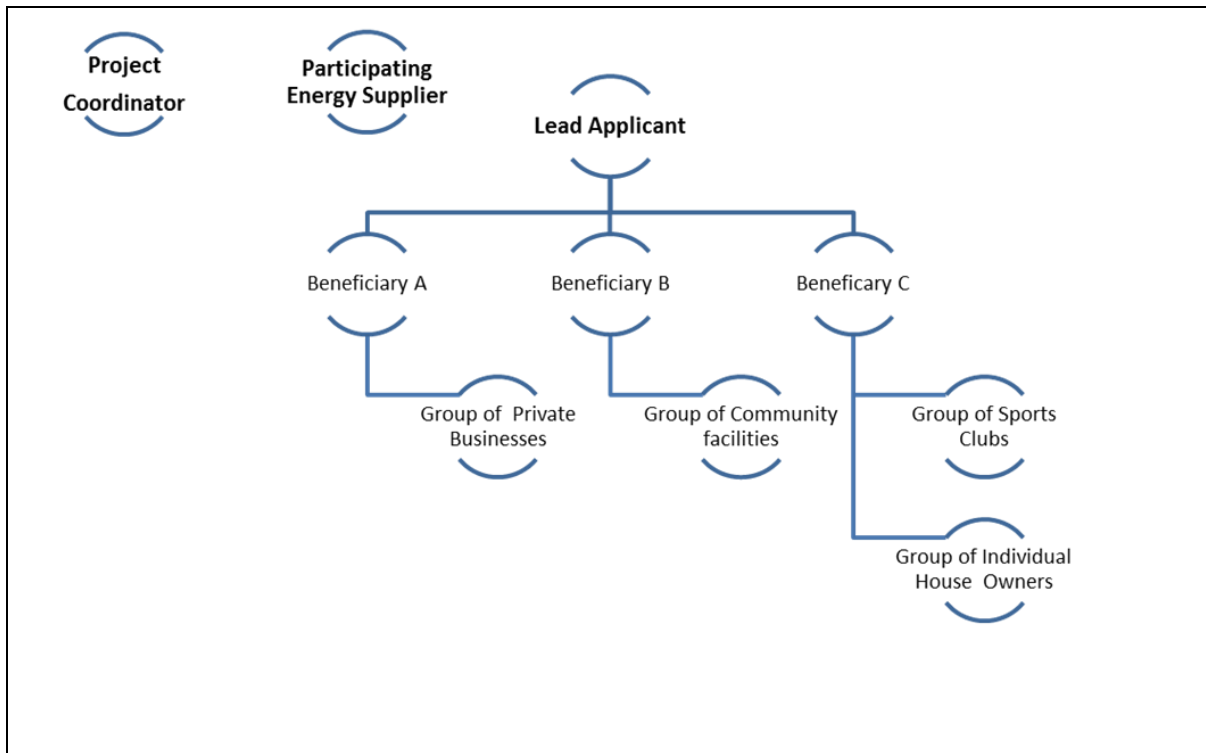 Project
Coordinator
Participating
Energy Supplier
Lead Applicant
Beneficiary A
Beneficiary B
Beneficary C
Group of  Private
Businesses
Group of Community
facilities
Group of Sports
Clubs
Group of Individual
House  Owners